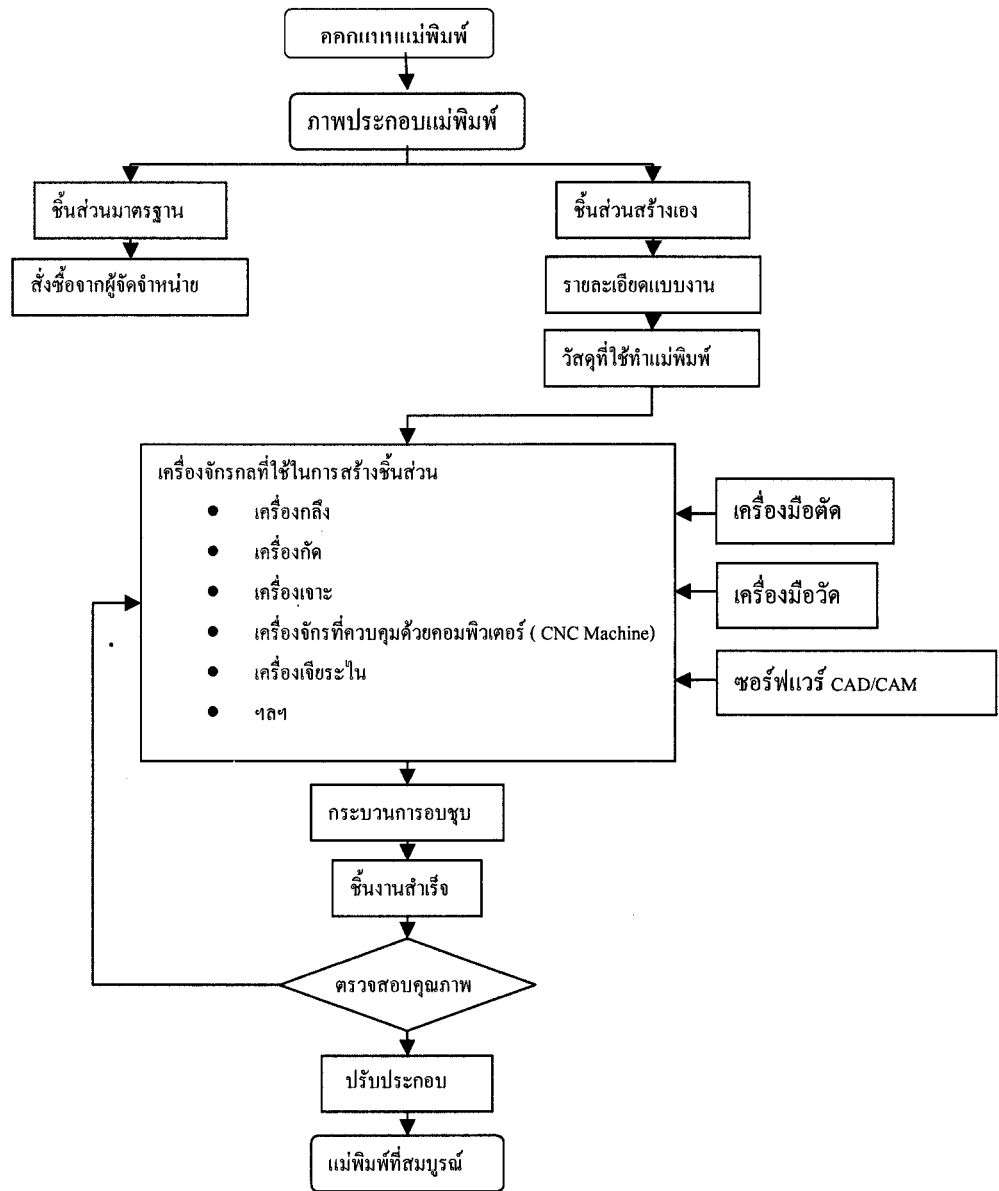 ออกแบบแม่พิมพ์
ภาพประกอบแม่พิมพ์
ชิ้นส่วนมาตรฐาน
ชิ้นส่วนสร้างเอง
สั่งซื้อจากผู้จัดจำหน่าย
รายละเอียดแบบงาน
วัสดุที่ใช้ทำแม่พิมพ์
เครื่องจักรกลที่ใช้ในการสร้างชิ้นส่วน
● เครื่องกลึง
● เครื่องกัด
● เครื่องเจาะ
● เครื่องจักรที่ควบคุมด้วยคอมพิวเตอร์ ( CNC Machine)
● เครื่องเจียระไน
● ฯลฯ
เครื่องมือตัด
เครื่องมือวัด
ซอร์ฟแวร์ CAD/CAM
กระบวนการอบชุบ
ชิ้นงานสำเร็จ
ตรวจสอบคุณภาพ
ปรับประกอบ
แม่พิมพ์ที่สมบูรณ์